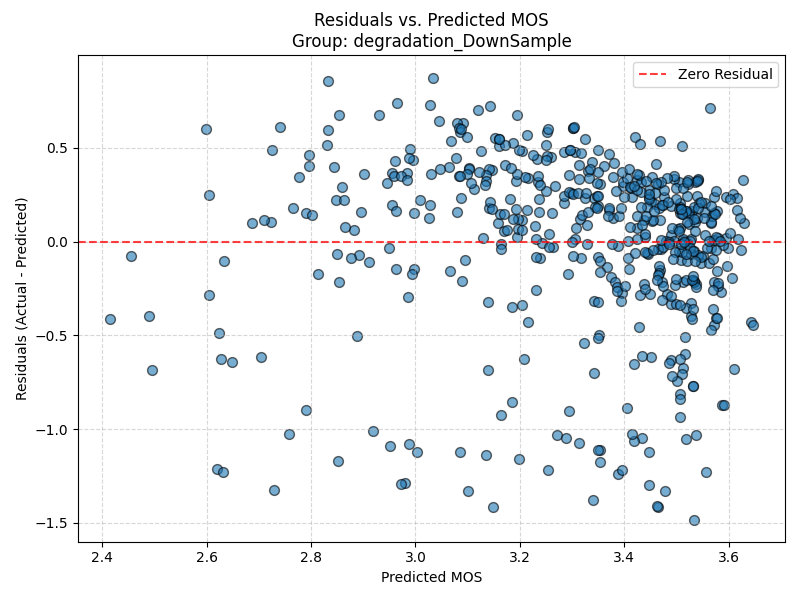 Residuals vs. Predicted MOS
Group: degradation_DownSample
Zero Residual
Residuals (Actual - Predicted)
0.5
0.0
−0.5
−1.0
−1.5
2.4 2.6 2.8 3.0 3.2 3.4 3.6
Predicted MOS